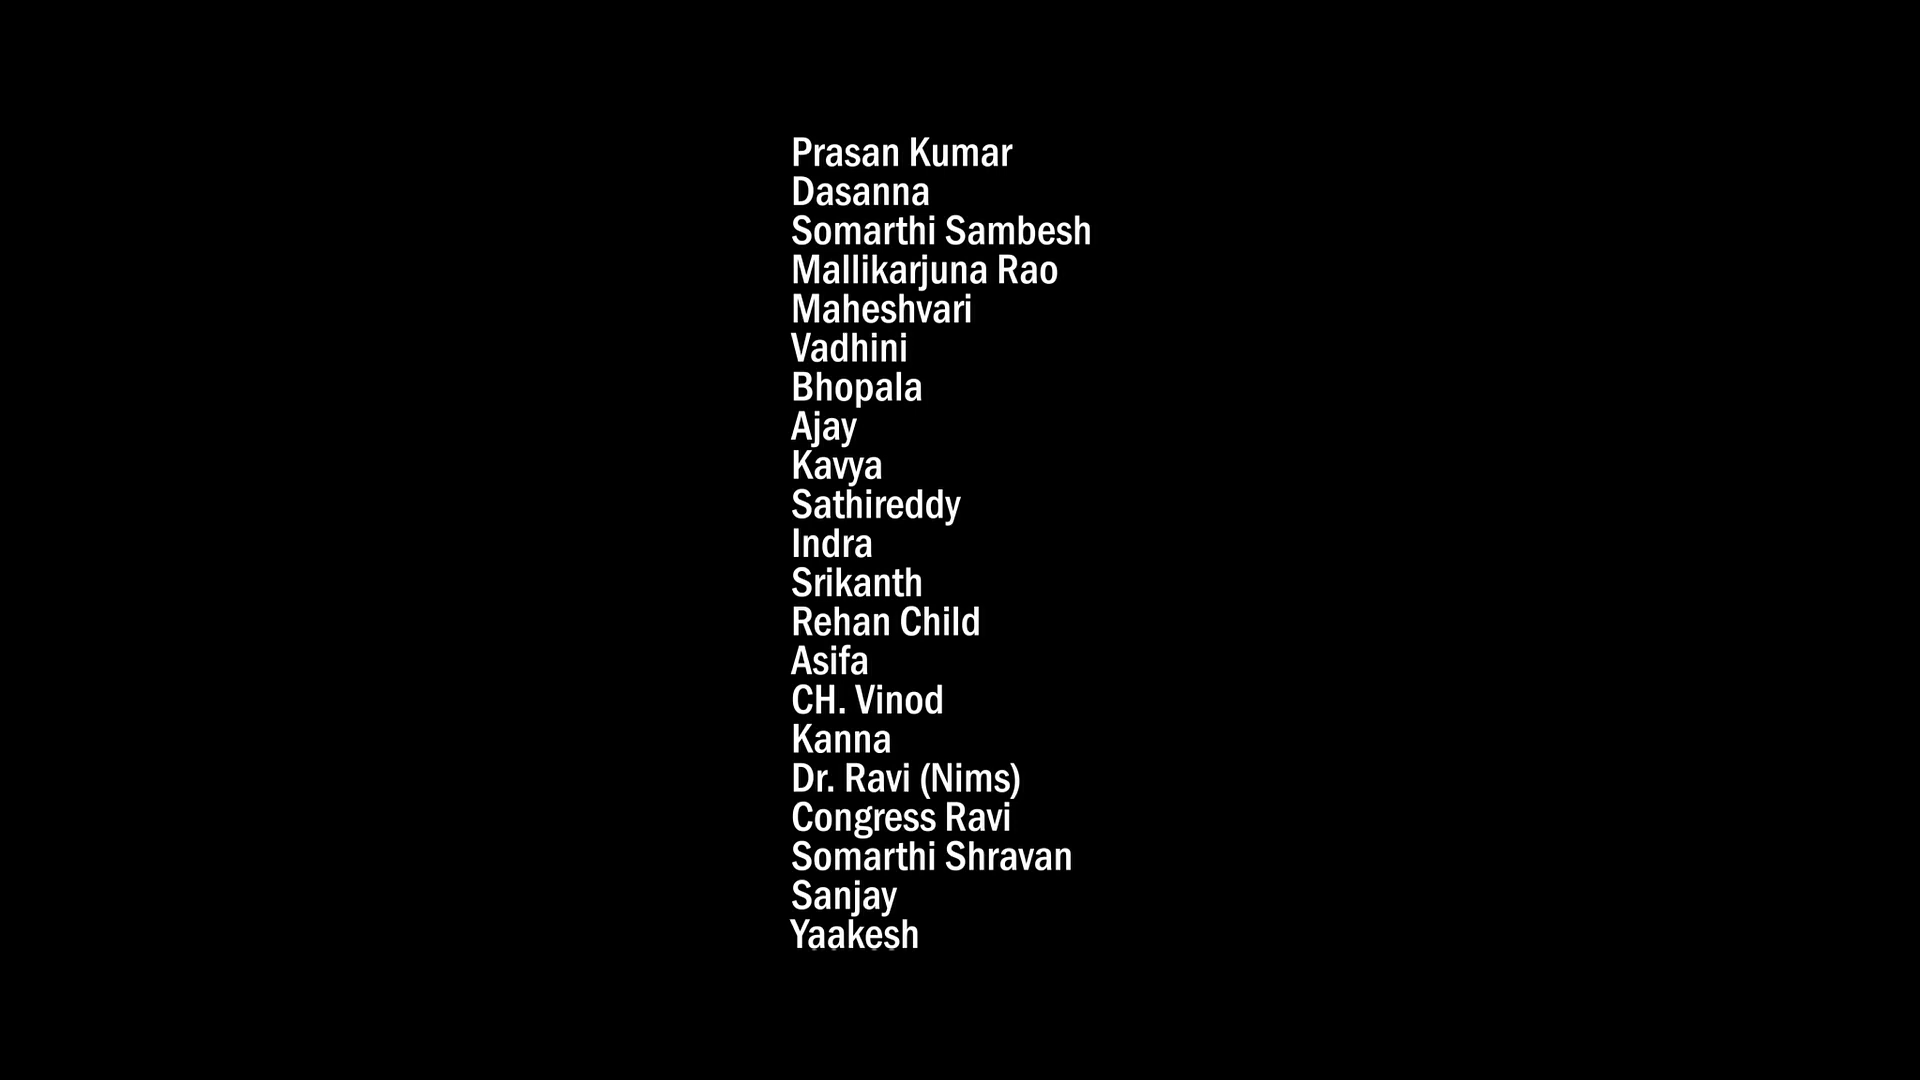 Prasan Kumar
Dasanna
Somarthi Sambesh
Mallikarjuna Rao
Maheshvari
Vadhini
Bhopala
Ajay
Kavya
Sathireddy
Indra
Srikanth
Rehan Child
Asifa
CH. Vinod
Kanna
Dr. Ravi (Nims)
Congress Ravi
Somarthi Shravan
Sanjay
Yaakesh